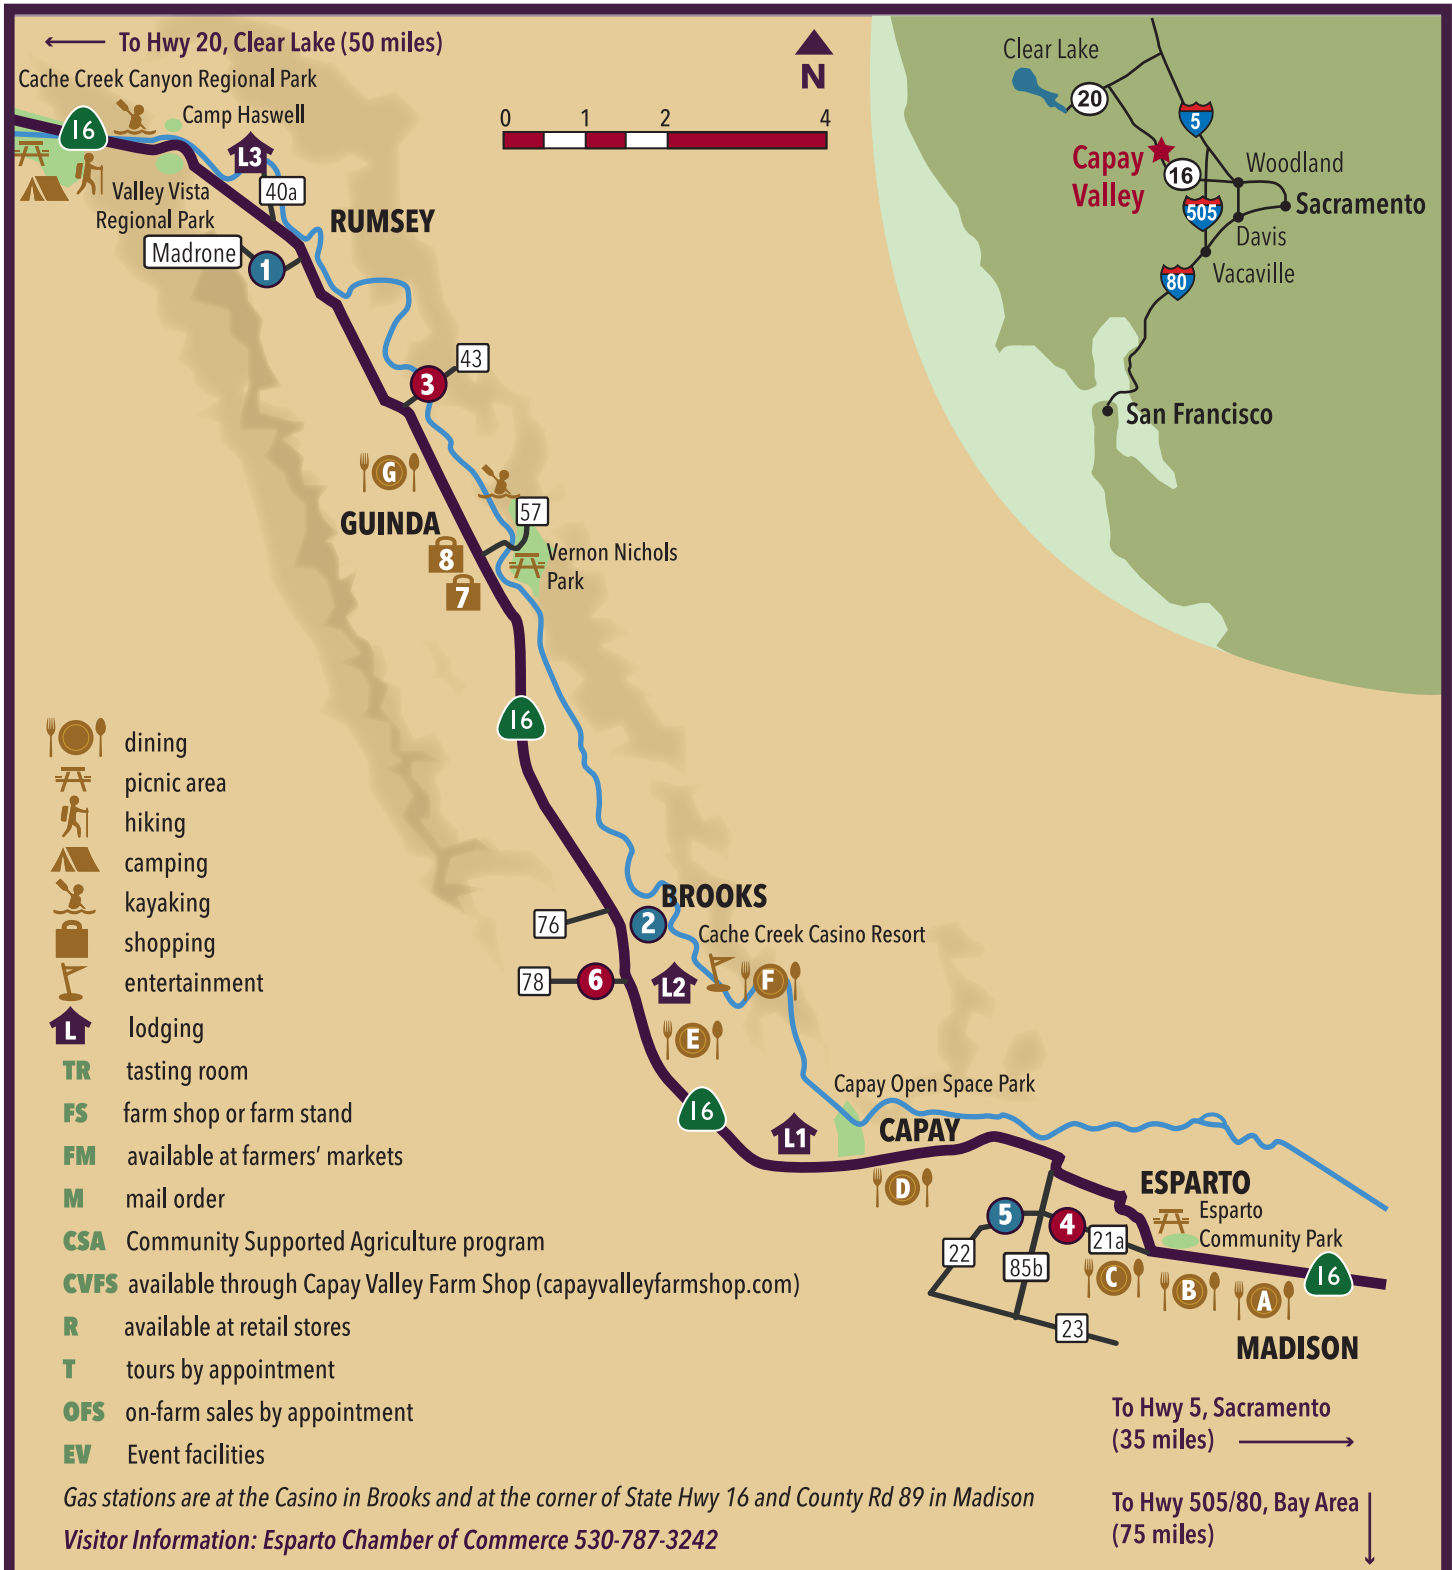 To Hwy 20, Clear Lake (50 miles)
Cache Creek Canyon Regional Park
16
Camp Haswell
L3
40a
Valley Vista
Regional Park
RUMSEY
Madrone
1
N
0 1 2 4
Clear Lake
20
5
Capay
Valley
16
Woodland
505
Sacramento
Davis
Vacaville
80
San Francisco
43
3
G
GUINDA
57
8
7
Vernon Nichols
Park
16
dining
picnic area
hiking
camping
kayaking
shopping
entertainment
L lodging
TR tasting room
FS farm shop or farm stand
FM available at farmers’ markets
M mail order
CSA Community Supported Agriculture program
CVFS available through Capay Valley Farm Shop (capayvalleyfarmshop.com)
R available at retail stores
T tours by appointment
OFS on-farm sales by appointment
EV Event facilities
BROOKS
76
2
Cache Creek Casino Resort
78
6
L2
F
E
16
Capay Open Space Park
L1
CAPAY
D
ESPARTO
Esparto
Community Park
5
4
21a
22
85b
C
B
A
16
23
MADISON
To Hwy 5, Sacramento
(35 miles)
To Hwy 505/80, Bay Area
(75 miles)
Gas stations are at the Casino in Brooks and at the corner of State Hwy 16 and County Rd 89 in Madison
Visitor Information: Esparto Chamber of Commerce 530-787-3242